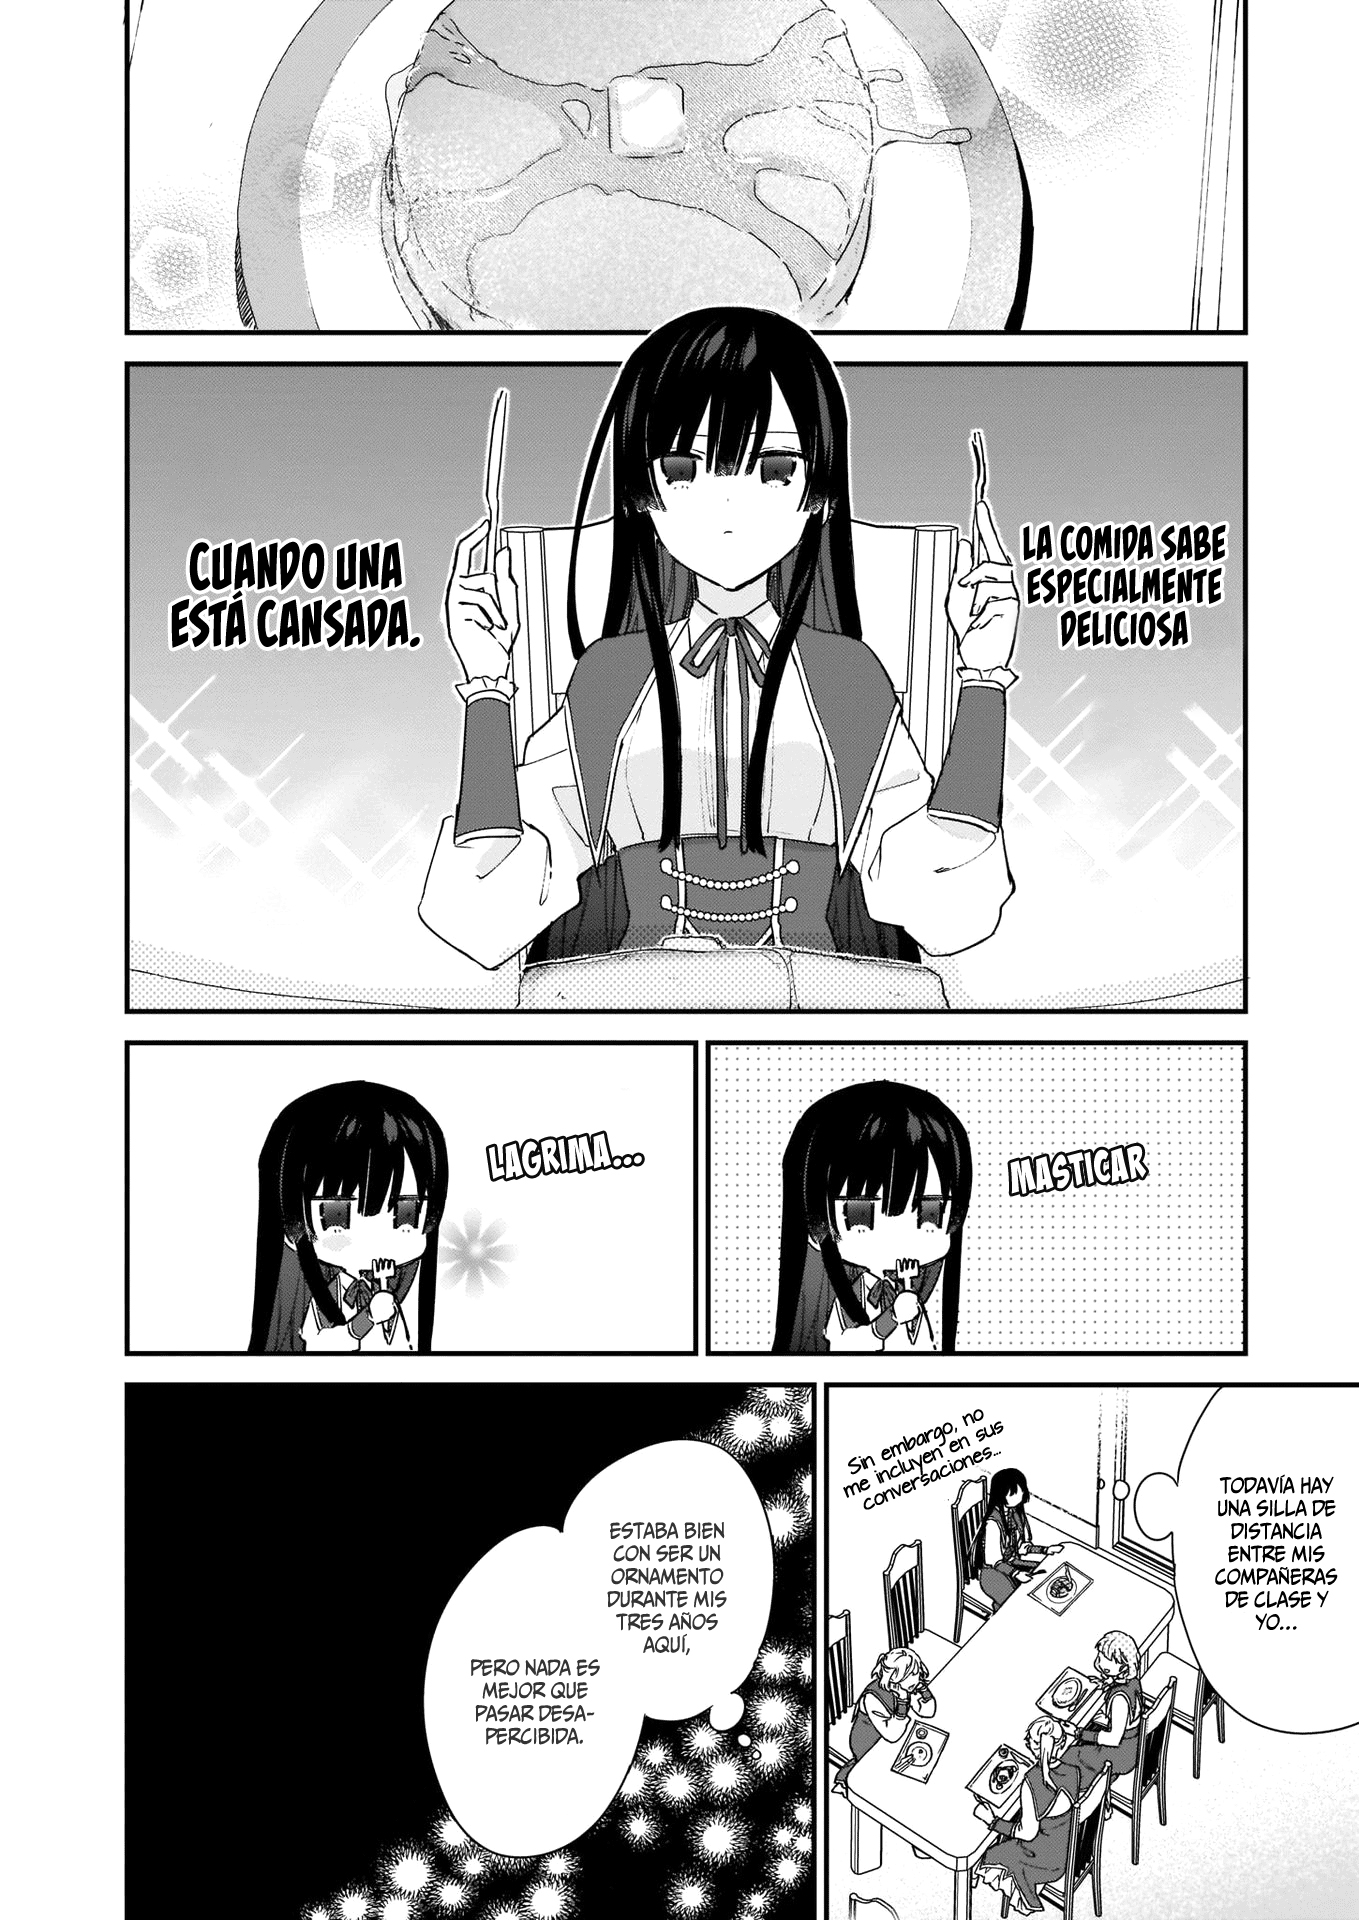 LA COMIDA SABE
ESPECIALMENTE
DELICIOSA
CUANDO UNA
ESTÁ CANSADA.
MASTICAR
LAGRIMA...
TODAVÍA HAY
UNA SILLA DE
DISTANCIA
ENTRE MIS
COMPAÑERAS
DE CLASE Y
YO...
Sin embargo, no
me incluyen en sus
conversaciones...
ESTABA BIEN
CON SER UN
ORNAMENTO
DURANTE MIS
TRES AÑOS
AQUÍ,
PERO NADA ES
MEJOR QUE
PASAR DESA-
PERCIBIDA.